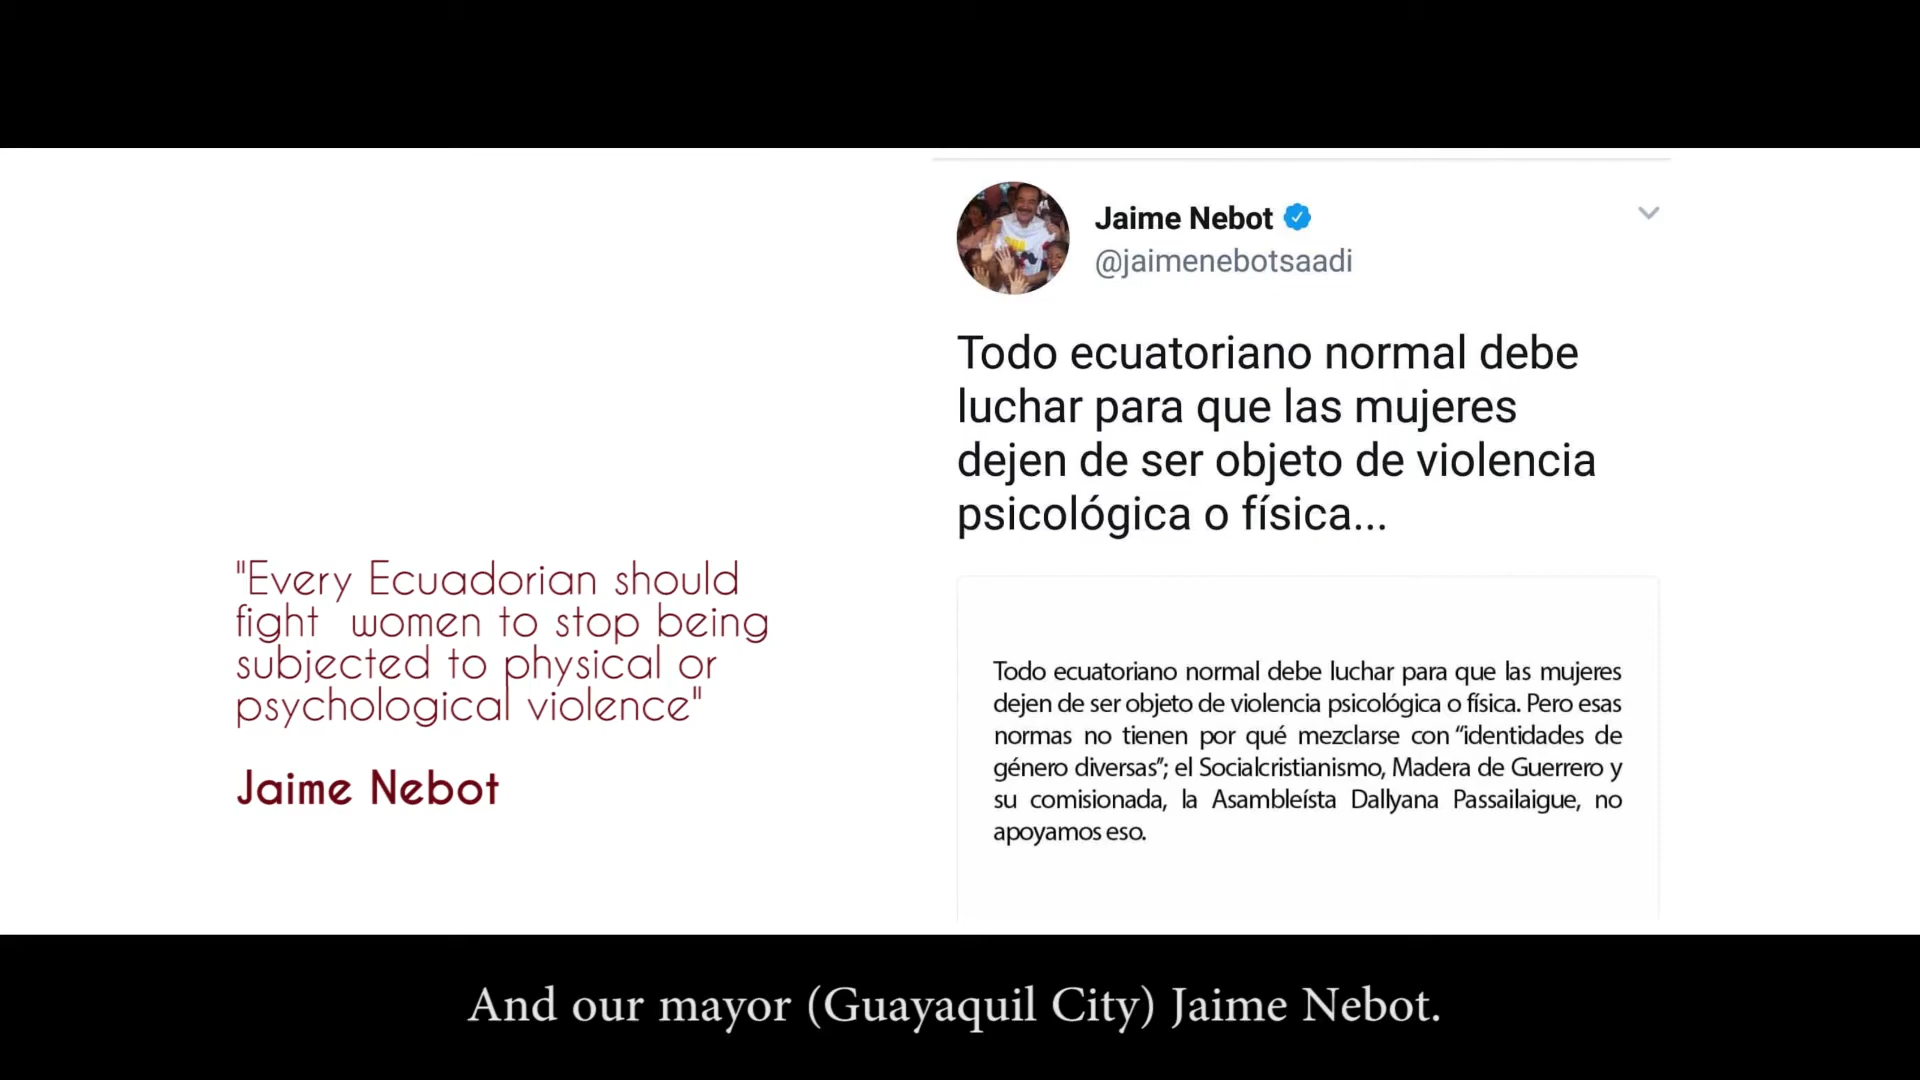 "Every Ecuadorian should
fight  women to stop being
subjected to physical or
psychological violence"
Jaime Nebot
Jaime Nebot
@jaimenebotsaadi
Todo ecuatoriano normal debe
luchar para que las mujeres
dejen de ser objeto de violencia
psicológica o física...
Todo ecuatoriano normal debe luchar para que las mujeres
dejen de ser objeto de violencia psicológica o física. Pero esas
normas no tienen por qué mezclarse con “identidades de
género diversas”; el Socialcristianismo, Madera de Guerrero y
su comisionada, la Asambleísta Dallyana Passailaigue, no
apoyamos eso.
And our mayor (Guayaquil City) Jaime Nebot.